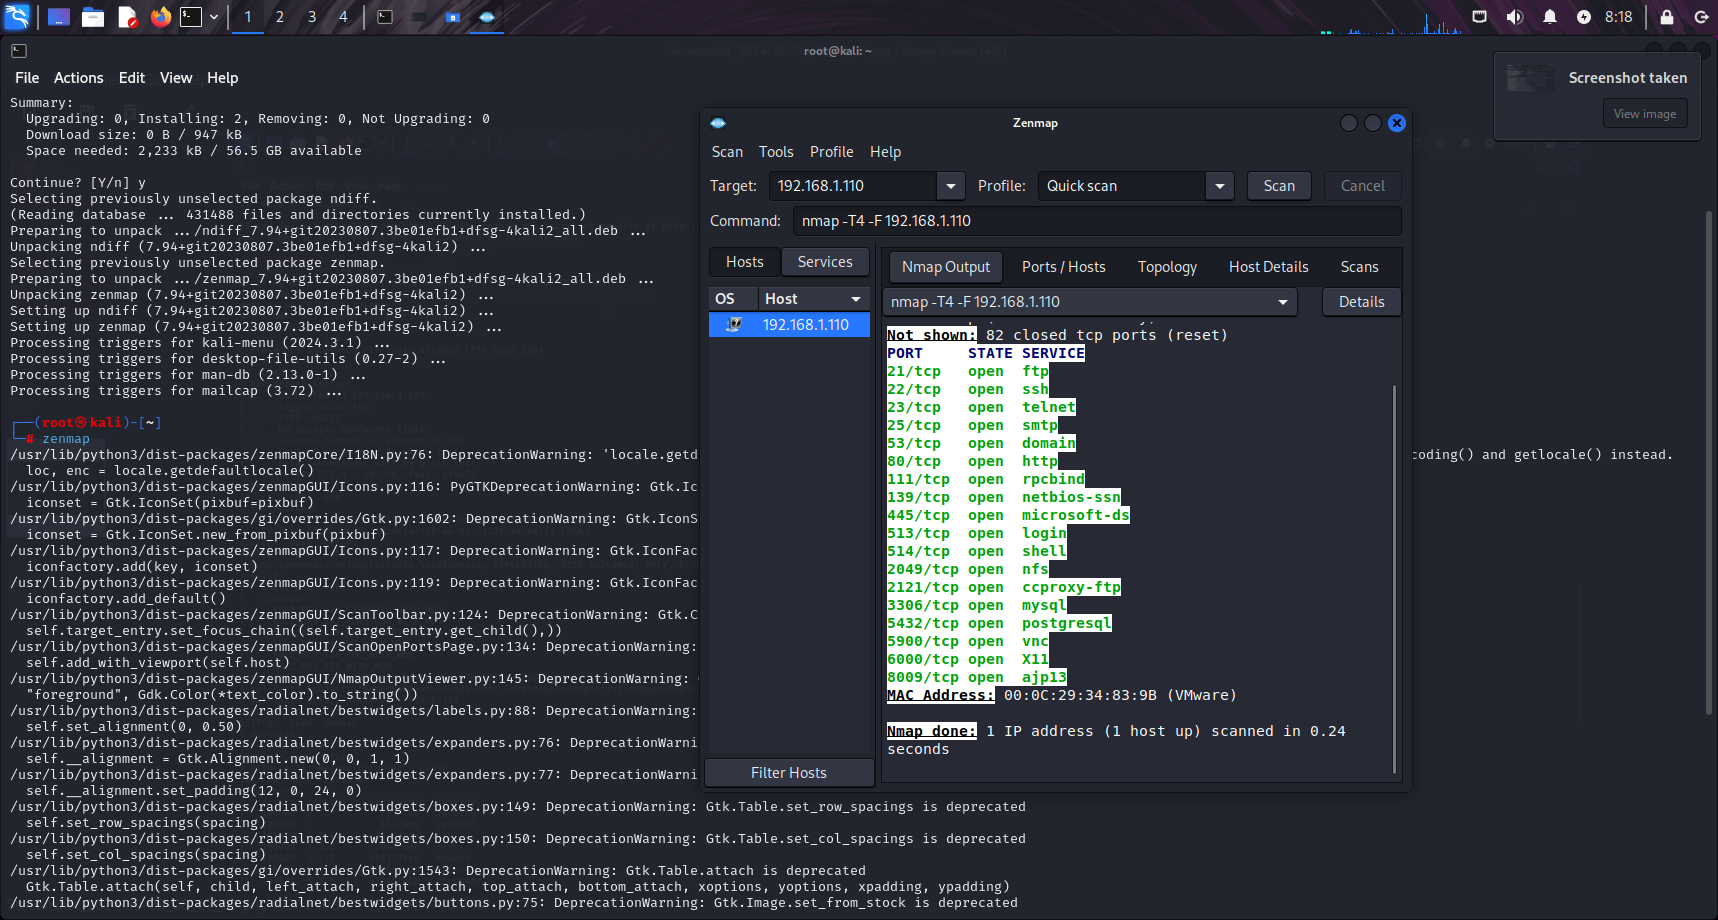 1 2 3 4
8:18
root@kali: ~
File Actions Edit View Help
Summary:
Upgrading: 0, Installing: 2, Removing: 0, Not Upgrading: 0
Download size: 0 B / 947 kB
Space needed: 2,233 kB / 56.5 GB available
Continue? [Y/n] y
Selecting previously unselected package ndiff.
(Reading database ... 431488 files and directories currently installed.)
Preparing to unpack .../ndiff_7.94+git20230807.3be01efb1+dfsg-4kali2_all.deb ...
Unpacking ndiff (7.94+git20230807.3be01efb1+dfsg-4kali2) ...
Selecting previously unselected package zenmap.
Preparing to unpack .../zenmap_7.94+git20230807.3be01efb1+dfsg-4kali2_all.deb ...
Unpacking zenmap (7.94+git20230807.3be01efb1+dfsg-4kali2) ...
Setting up ndiff (7.94+git20230807.3be01efb1+dfsg-4kali2) ...
Setting up zenmap (7.94+git20230807.3be01efb1+dfsg-4kali2) ...
Processing triggers for kali-menu (2024.3.1) ...
Processing triggers for desktop-file-utils (0.27-2) ...
Processing triggers for man-db (2.13.0-1) ...
Processing triggers for mailcap (3.72) ...
(root㉿kali)-[~]
# zenmap
/usr/lib/python3/dist-packages/zenmapCore/I18N.py:76: DeprecationWarning: 'locale.getd
coding() and getlocale() instead.
loc, enc = locale.getdefaultlocale()
/usr/lib/python3/dist-packages/zenmapGUI/Icons.py:116: PyGTKDeprecationWarning: Gtk.Ic
iconset = Gtk.IconSet(pixbuf=pixbuf)
/usr/lib/python3/dist-packages/gi/overrides/Gtk.py:1602: DeprecationWarning: Gtk.IconS
iconset = Gtk.IconSet.new_from_pixbuf(pixbuf)
/usr/lib/python3/dist-packages/zenmapGUI/Icons.py:117: DeprecationWarning: Gtk.IconFac
iconfactory.add(key, iconset)
/usr/lib/python3/dist-packages/zenmapGUI/Icons.py:119: DeprecationWarning: Gtk.IconFac
iconfactory.add_default()
/usr/lib/python3/dist-packages/zenmapGUI/ScanToolbar.py:124: DeprecationWarning: Gtk.C
self.target_entry.set_focus_chain((self.target_entry.get_child(),))
/usr/lib/python3/dist-packages/zenmapGUI/ScanOpenPortsPage.py:134: DeprecationWarning:
self.add_with_viewport(self.host)
/usr/lib/python3/dist-packages/zenmapGUI/NmapOutputViewer.py:145: DeprecationWarning:
"foreground", Gdk.Color(*text_color).to_string())
/usr/lib/python3/dist-packages/radialnet/bestwidgets/labels.py:88: DeprecationWarning:
self.set_alignment(0, 0.50)
/usr/lib/python3/dist-packages/radialnet/bestwidgets/expanders.py:76: DeprecationWarni
self.__alignment = Gtk.Alignment.new(0, 0, 1, 1)
/usr/lib/python3/dist-packages/radialnet/bestwidgets/expanders.py:77: DeprecationWarni
self.__alignment.set_padding(12, 0, 24, 0)
/usr/lib/python3/dist-packages/radialnet/bestwidgets/boxes.py:149: DeprecationWarning: Gtk.Table.set_row_spacings is deprecated
self.set_row_spacings(spacing)
/usr/lib/python3/dist-packages/radialnet/bestwidgets/boxes.py:150: DeprecationWarning: Gtk.Table.set_col_spacings is deprecated
self.set_col_spacings(spacing)
/usr/lib/python3/dist-packages/gi/overrides/Gtk.py:1543: DeprecationWarning: Gtk.Table.attach is deprecated
Gtk.Table.attach(self, child, left_attach, right_attach, top_attach, bottom_attach, xoptions, yoptions, xpadding, ypadding)
/usr/lib/python3/dist-packages/radialnet/bestwidgets/buttons.py:75: DeprecationWarning: Gtk.Image.set_from_stock is deprecated
Screenshot taken
View image
Zenmap
Scan Tools Profile Help
Target: 192.168.1.110 Profile: Quick scan Scan Cancel
Command: nmap -T4 -F 192.168.1.110
Hosts Services
OS Host
192.168.1.110
Filter Hosts
Nmap Output Ports / Hosts Topology Host Details Scans
nmap -T4 -F 192.168.1.110 Details
Not shown: 82 closed tcp ports (reset)
PORT STATE SERVICE
21/tcp open ftp
22/tcp open ssh
23/tcp open telnet
25/tcp open smtp
53/tcp open domain
80/tcp open http
111/tcp open rpcbind
139/tcp open netbios-ssn
445/tcp open microsoft-ds
513/tcp open login
514/tcp open shell
2049/tcp open nfs
2121/tcp open ccproxy-ftp
3306/tcp open mysql
5432/tcp open postgresql
5900/tcp open vnc
6000/tcp open X11
8009/tcp open ajp13
MAC Address: 00:0C:29:34:83:9B (VMware)
Nmap done: 1 IP address (1 host up) scanned in 0.24
seconds